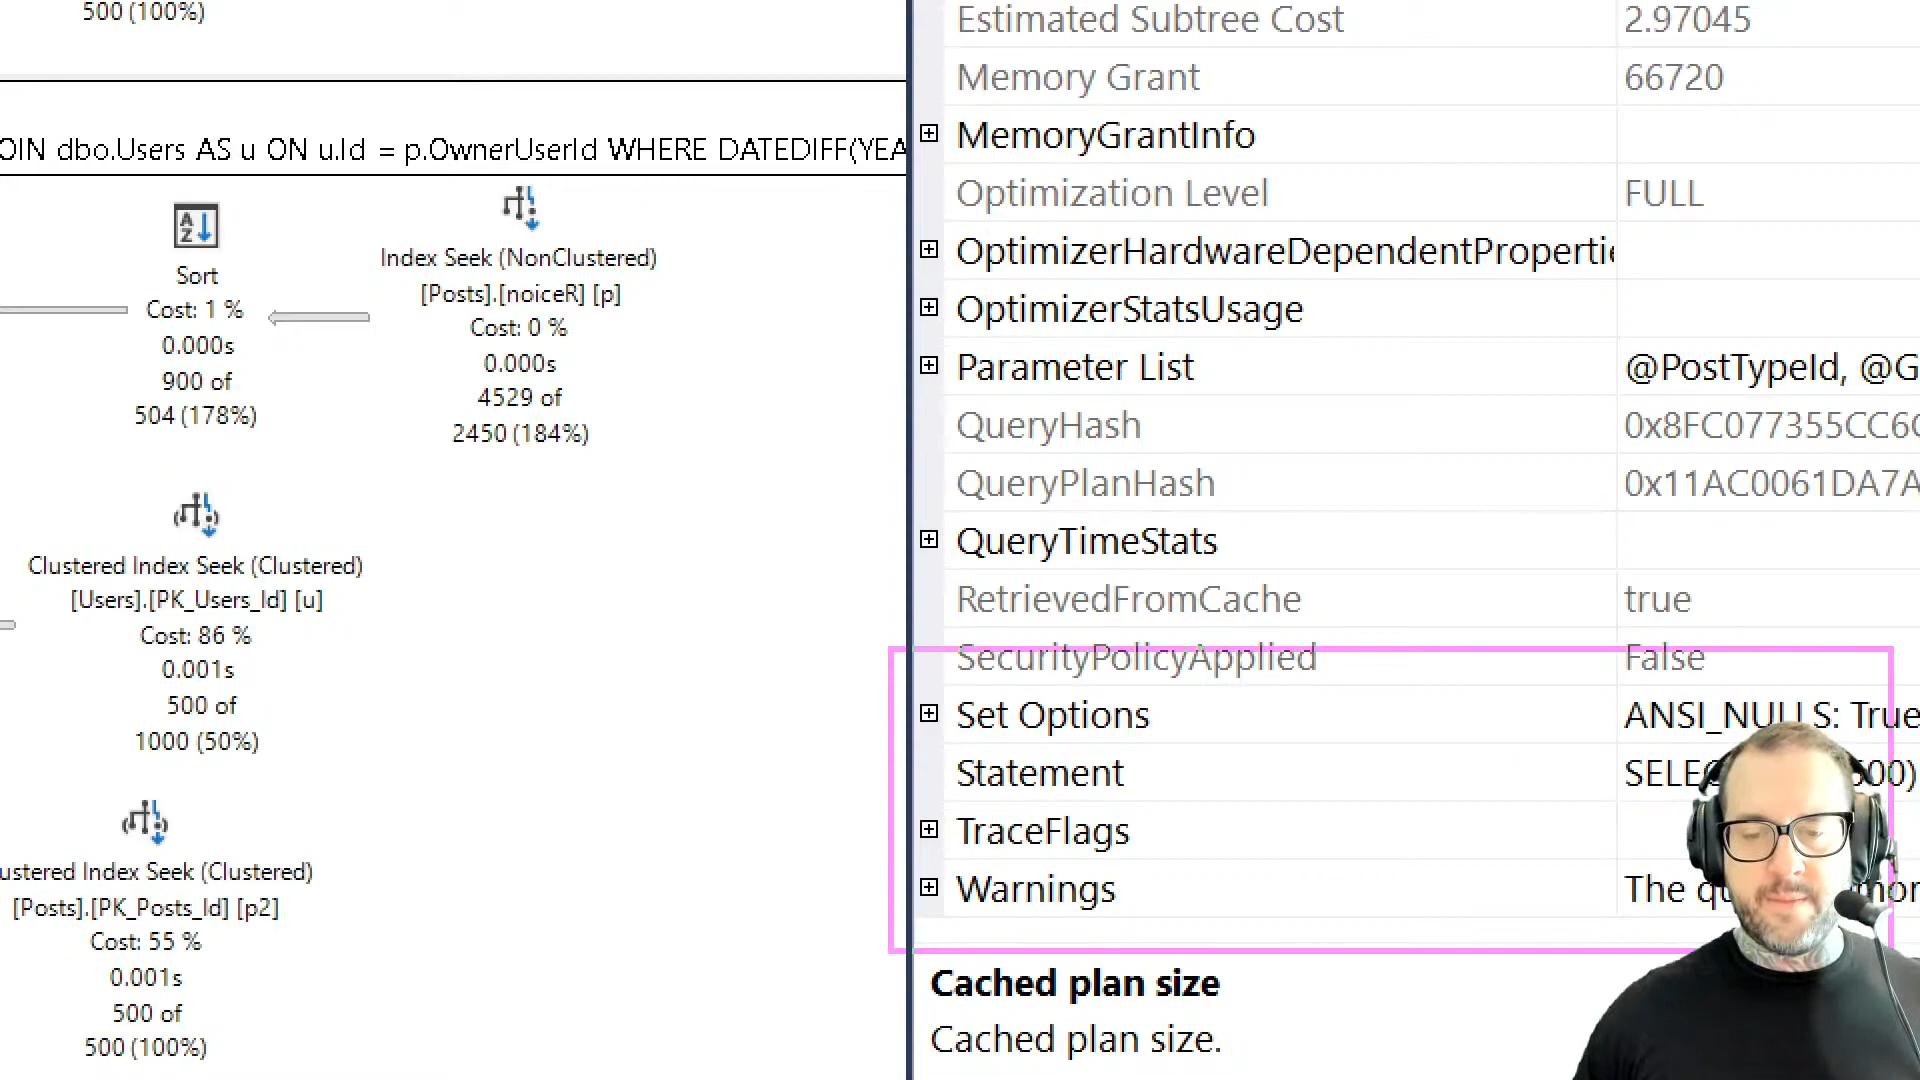 500 (100%)
OIN dbo.Users AS u ON u.Id = p.OwnerUserId WHERE DATEDIFF(YEA
Sort
Cost: 1 %
0.000s
900 of
504 (178%)
Index Seek (NonClustered)
[Posts].[noiceR] [p]
Cost: 0 %
0.000s
4529 of
2450 (184%)
Clustered Index Seek (Clustered)
[Users].[PK_Users_Id] [u]
Cost: 86 %
0.001s
500 of
1000 (50%)
ustered Index Seek (Clustered)
[Posts].[PK_Posts_Id] [p2]
Cost: 55 %
0.001s
500 of
500 (100%)
Estimated Subtree Cost 2.97045
Memory Grant 66720
MemoryGrantInfo
Optimization Level FULL
OptimizerHardwareDependentPropertie
OptimizerStatsUsage
Parameter List @PostTypeId, @G
QueryHash 0x8FC077355CC6C
QueryPlanHash 0x11AC0061DA7A
QueryTimeStats
RetrievedFromCache true
SecurityPolicyApplied False
Set Options ANSI_NULLS: True
Statement
TraceFlags
Warnings The
Cached plan size
Cached plan size.